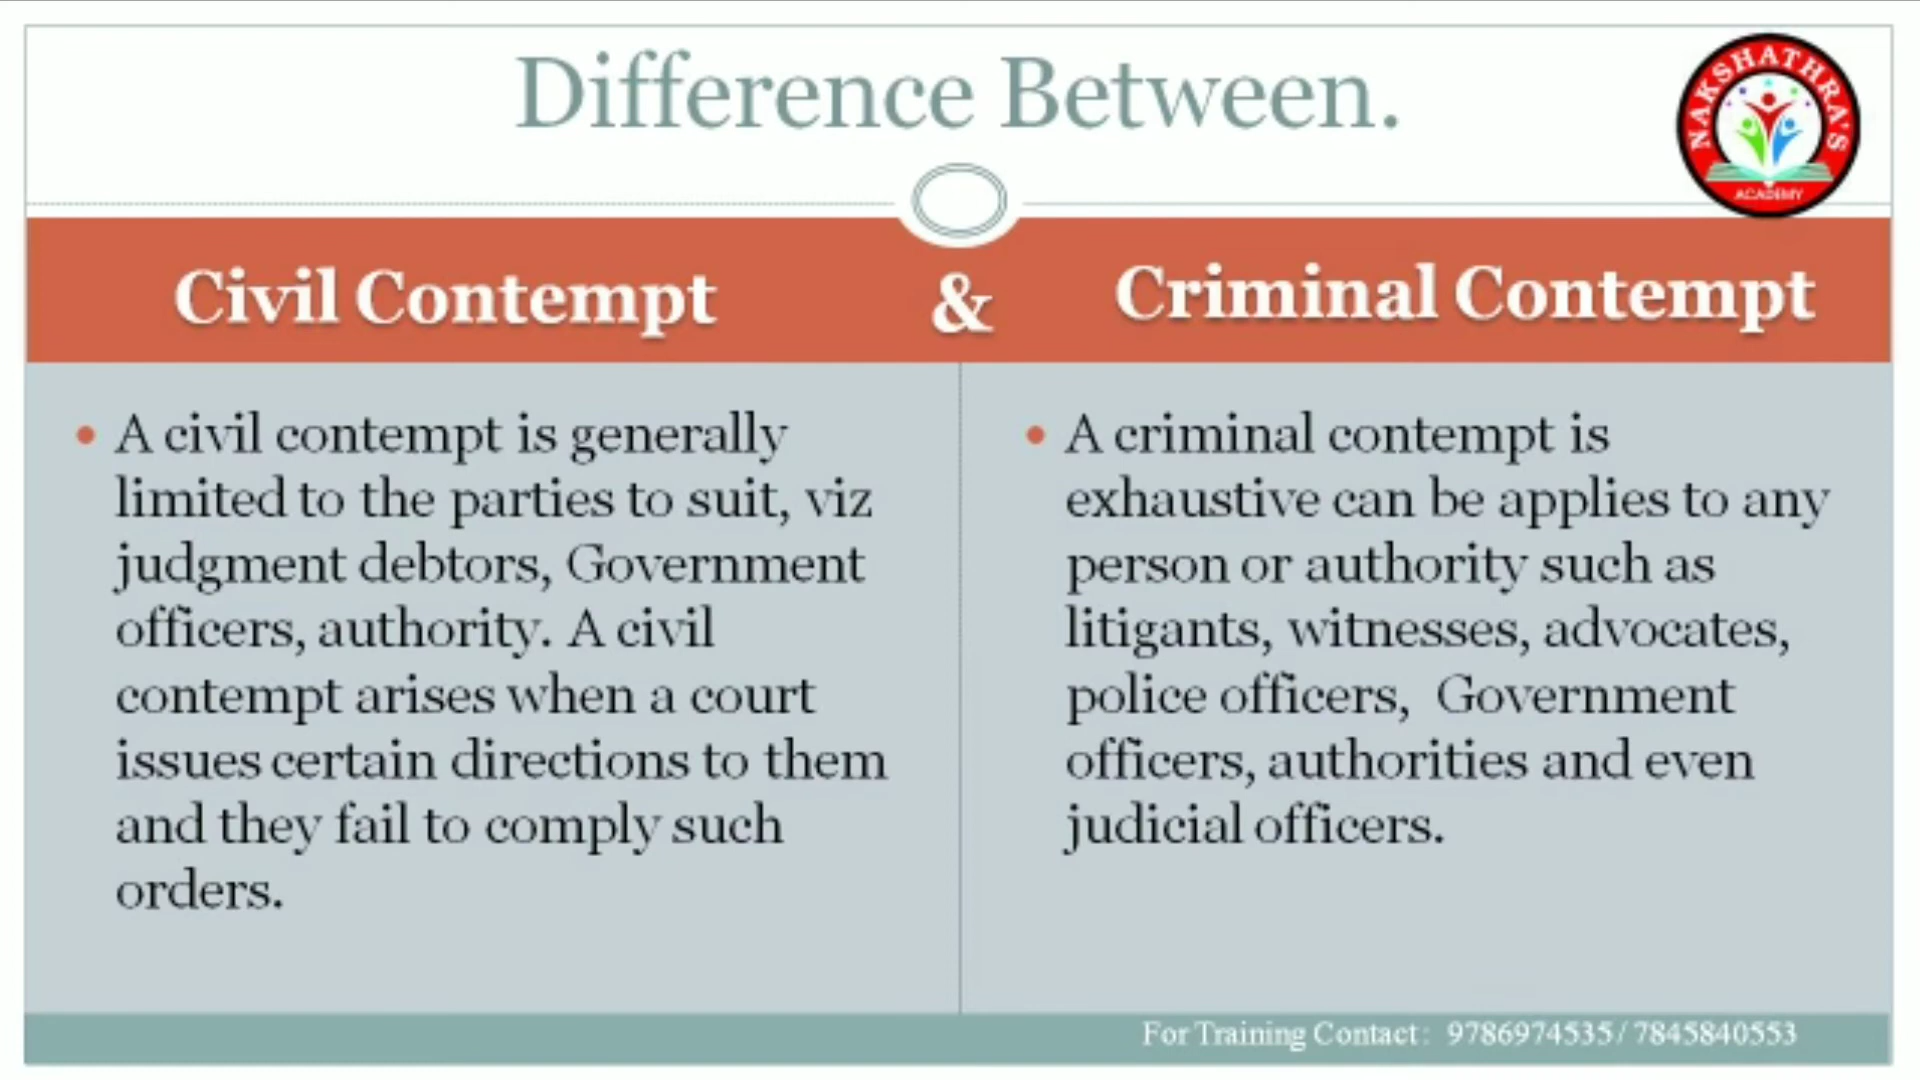 Difference Between.
NAKSHATHRA'S
ACADEMY
Civil Contempt & Criminal Contempt
A civil contempt is generally
limited to the parties to suit, viz
judgment debtors, Government
officers, authority. A civil
contempt arises when a court
issues certain directions to them
and they fail to comply such
orders.
A criminal contempt is
exhaustive can be applies to any
person or authority such as
litigants, witnesses, advocates,
police officers, Government
officers, authorities and even
judicial officers.
For Training Contact : 9786974535 / 7845840553